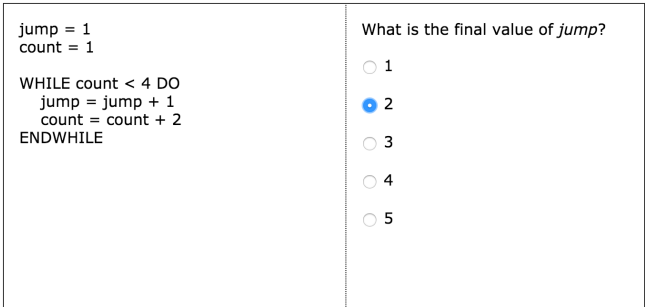 jump = 1
count = 1
WHILE count < 4 DO
jump = jump + 1
count = count + 2
ENDWHILE
What is the final value of jump?
1
2
3
4
5